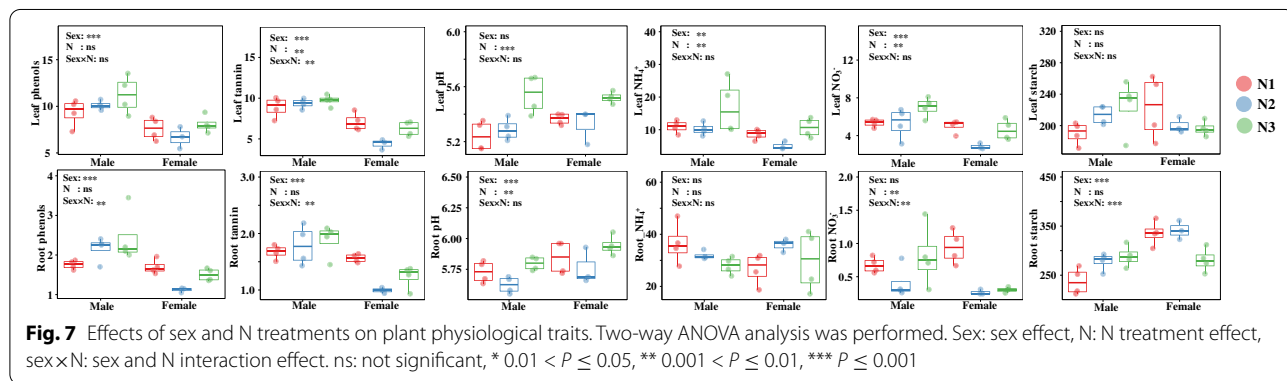 Sex: ***
N : ns
Sex×N: ns
Leaf phenols
15
10
5
Male
Female
Sex: ***
N : **
Sex×N: **
Leaf tannin
15
10
5
Male
Female
Sex: ns
N : ***
Sex×N: ns
Leaf pH
6.0
5.6
5.2
Male
Female
Sex: **
N : **
Sex×N: ns
Leaf NH₄⁺
40
30
20
10
Male
Female
Sex: ***
N : **
Sex×N: ns
Leaf NO₃⁻
12
8
4
Male
Female
Sex: ns
N : ns
Sex×N: ns
Leaf starch
320
280
240
200
Male
Female
N1
N2
N3
Sex: ***
N : ns
Sex×N: **
Root phenols
4
3
2
1
Male
Female
Sex: ***
N : ns
Sex×N: **
Root tannin
3.0
2.0
1.5
1.0
Male
Female
Sex: ***
N : **
Sex×N: ns
Root pH
6.50
6.25
6.00
5.75
Male
Female
Sex: ns
N : ns
Sex×N: ns
Root_NH₄⁺
60
40
20
Male
Female
Sex: ns
N : **
Sex×N: **
Root NO₃⁻
2.0
1.5
1.0
0.5
0.0
Male
Female
Sex: ***
N : ns
Sex×N: ***
Root starch
450
350
250
Male
Female
Fig. 7 Effects of sex and N treatments on plant physiological traits. Two-way ANOVA analysis was performed. Sex: sex effect, N: N treatment effect,
sex×N: sex and N interaction effect. ns: not significant, * 0.01 < P ≤ 0.05, ** 0.001 < P ≤ 0.01, *** P ≤ 0.001